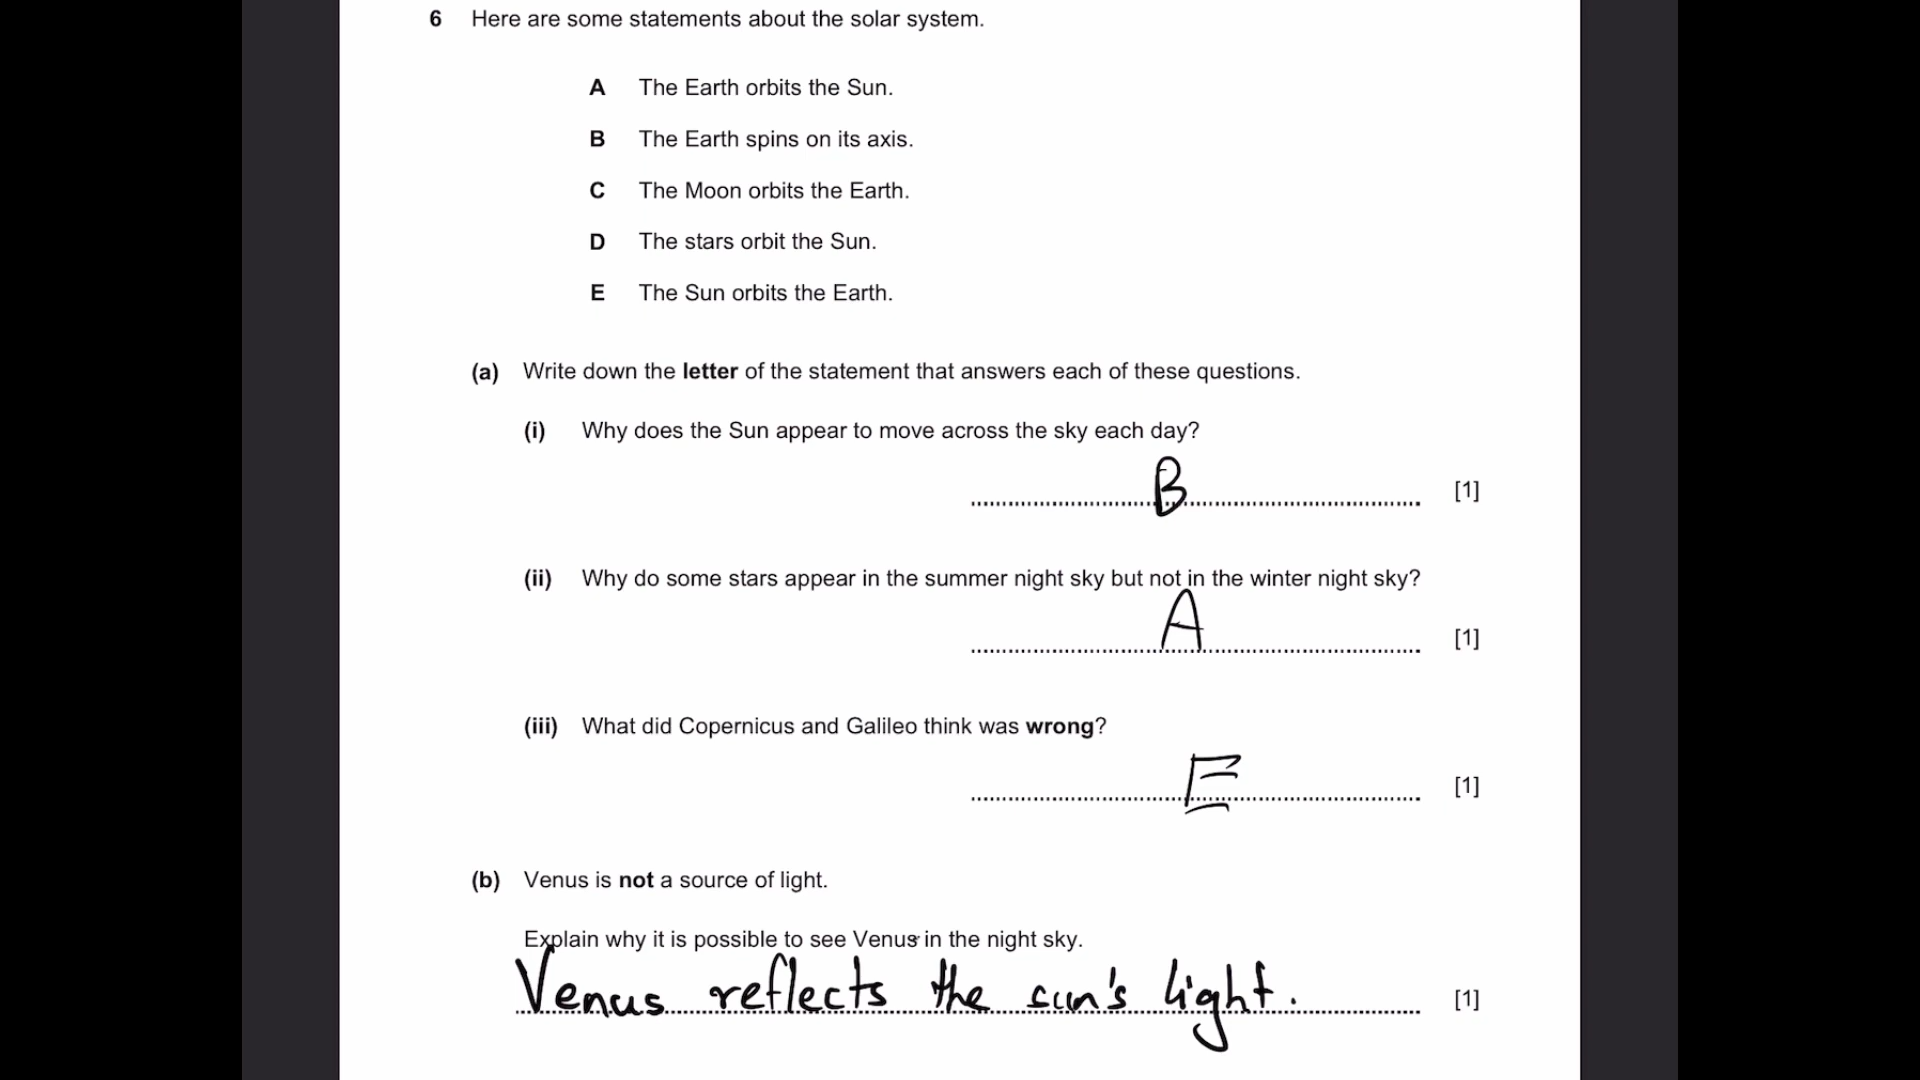 6 Here are some statements about the solar system.
A The Earth orbits the Sun.
B The Earth spins on its axis.
C The Moon orbits the Earth.
D The stars orbit the Sun.
E The Sun orbits the Earth.
(a) Write down the letter of the statement that answers each of these questions.
(i) Why does the Sun appear to move across the sky each day?
B [1]
(ii) Why do some stars appear in the summer night sky but not in the winter night sky?
A [1]
(iii) What did Copernicus and Galileo think was wrong?
E [1]
(b) Venus is not a source of light.
Explain why it is possible to see Venus in the night sky.
Venus reflects the sun's light. [1]